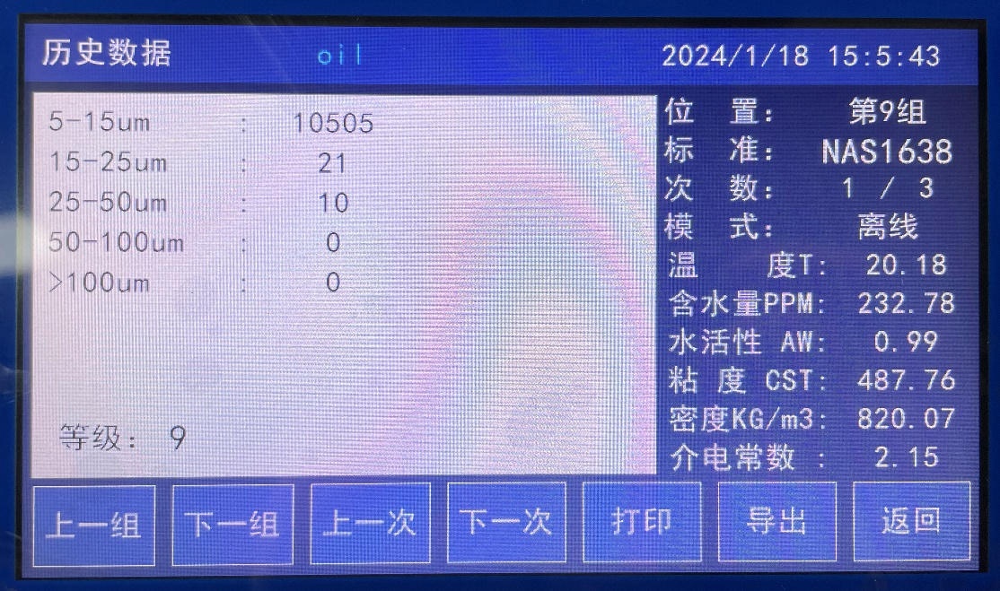 历史数据 oil 2024/1/18 15:5:43
5-15um : 10505
15-25um : 21
25-50um : 10
50-100um : 0
>100um : 0
等级: 9
位 置: 第9组
标 准: NAS1638
次 数: 1 / 3
模 式: 离线
温 度T: 20.18
含水量PPM: 232.78
水活性 AW: 0.99
粘 度 CST: 487.76
密度KG/m3: 820.07
介电常数 : 2.15
上一组 下一组 上一次 下一次 打印 导出 返回